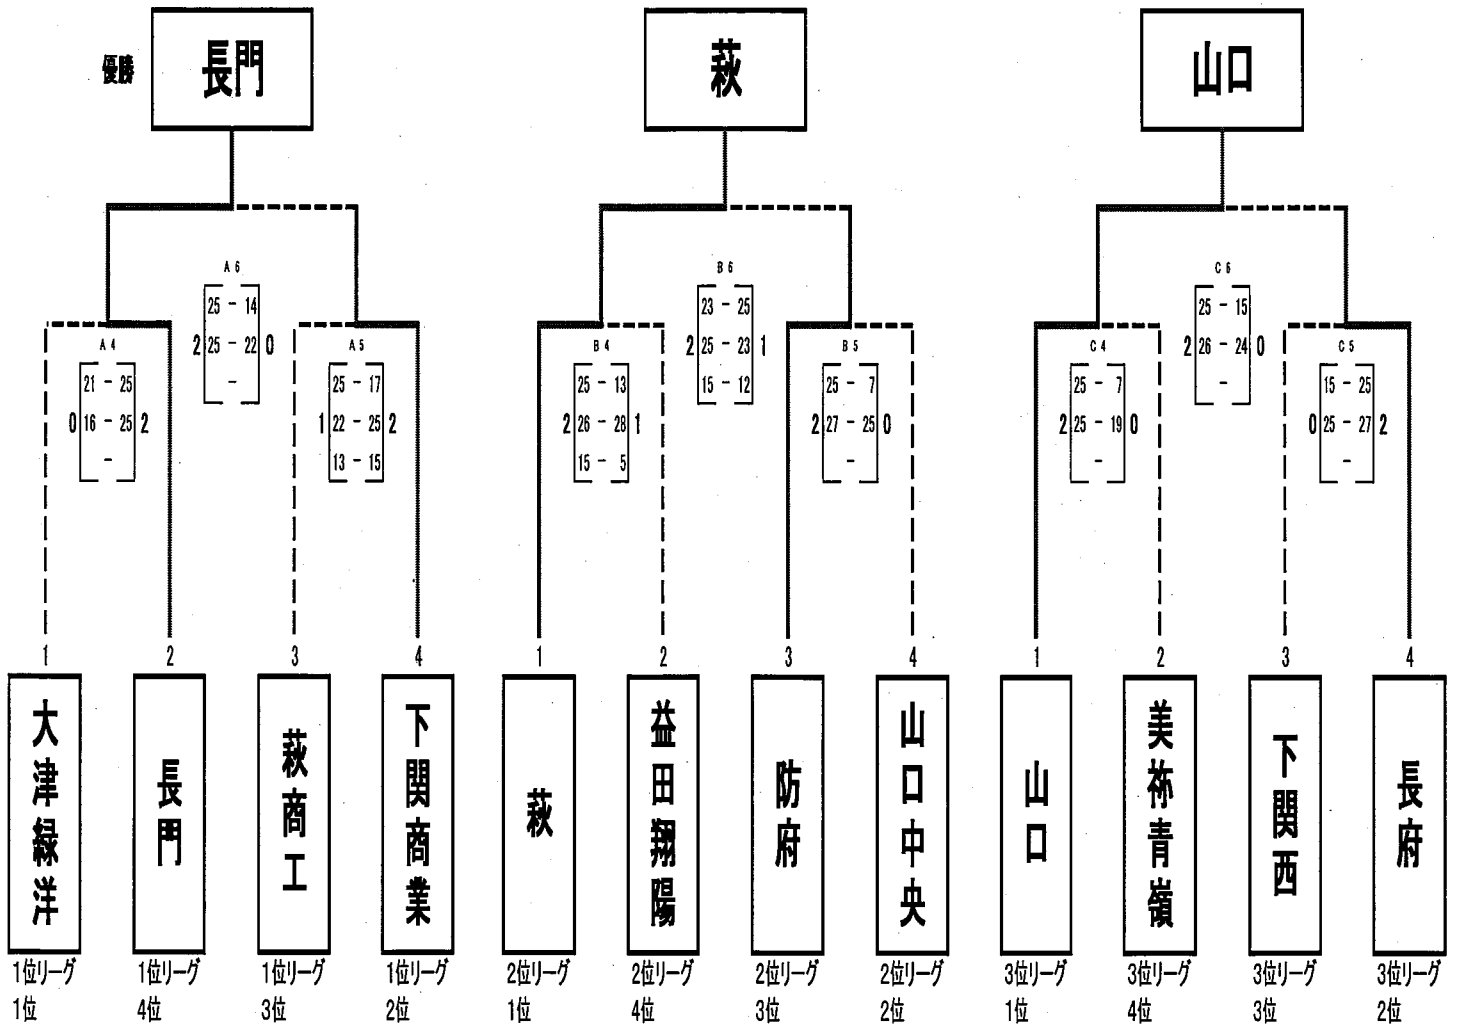 優勝
長門
萩
山口
A6
25 - 14
2 25 - 22 0
-
B6
23 - 25
2 25 - 23 1
15 - 12
C6
25 - 15
2 26 - 24 0
-
A4
21 - 25
0 16 - 25 2
-
A5
25 - 17
1 22 - 25 2
13 - 15
B4
25 - 13
2 26 - 28 1
15 - 5
B5
25 - 7
2 27 - 25 0
-
C4
25 - 7
2 25 - 19 0
-
C5
15 - 25
0 25 - 27 2
-
1
2
3
4
1
2
3
4
1
2
3
4
大津緑洋
長門
萩商工
下関商業
萩
益田翔陽
防府
山口中央
山口
美祢青嶺
下関西
長府
1位リーグ
1位
1位リーグ
4位
1位リーグ
3位
1位リーグ
2位
2位リーグ
1位
2位リーグ
4位
2位リーグ
3位
2位リーグ
2位
3位リーグ
1位
3位リーグ
4位
3位リーグ
3位
3位リーグ
2位